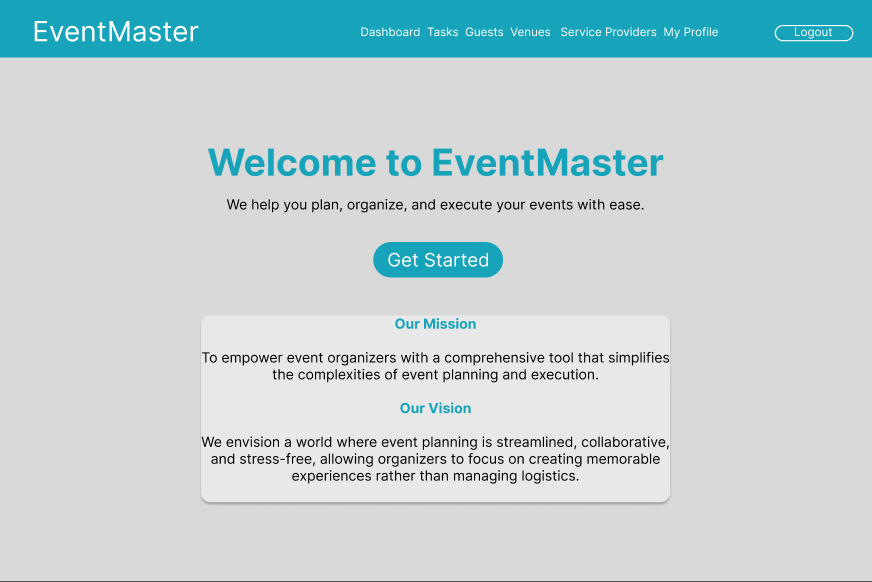 EventMaster
Dashboard Tasks Guests Venues Service Providers My Profile
Logout
Welcome to EventMaster
We help you plan, organize, and execute your events with ease.
Get Started
Our Mission
To empower event organizers with a comprehensive tool that simplifies
the complexities of event planning and execution.
Our Vision
We envision a world where event planning is streamlined, collaborative,
and stress-free, allowing organizers to focus on creating memorable
experiences rather than managing logistics.